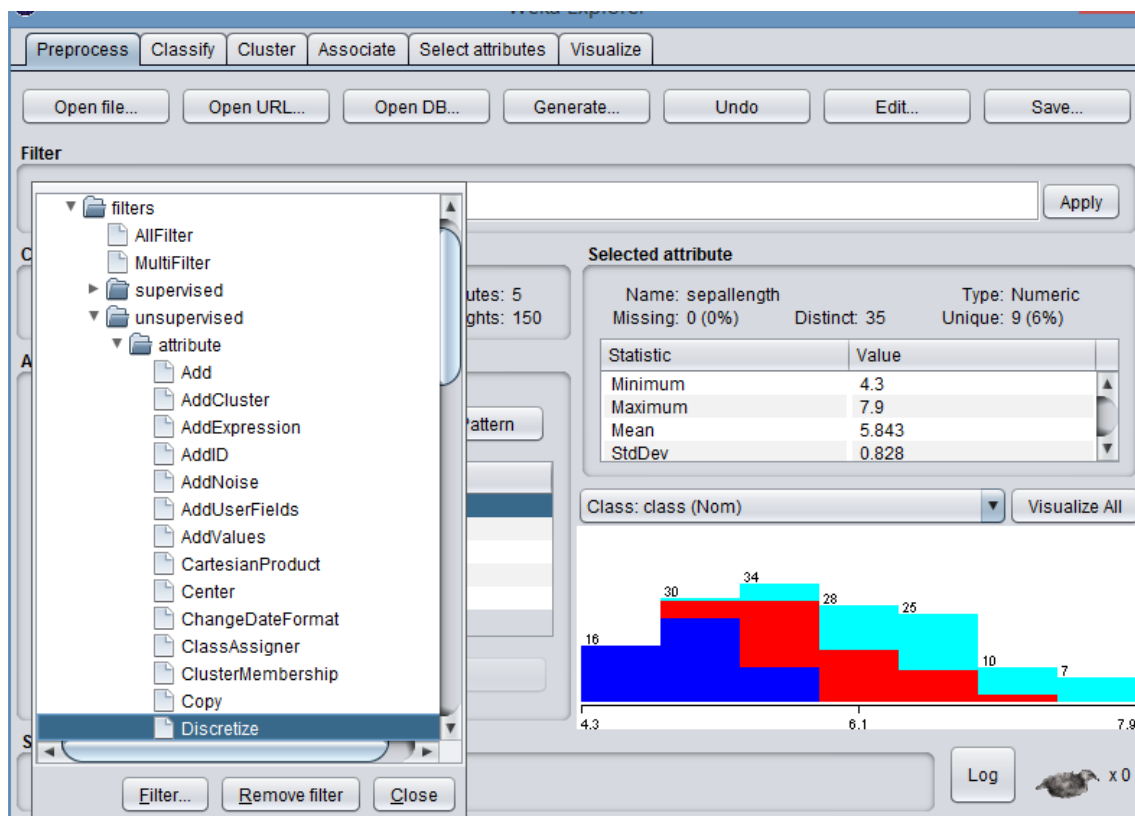 Weka Explorer
Preprocess Classify Cluster Associate Select attributes Visualize
Open file... Open URL... Open DB... Generate... Undo Edit... Save...
Filter
Apply
filters
AllFilter
MultiFilter
supervised
unsupervised
attribute
Add
AddCluster
AddExpression
AddID
AddNoise
AddUserFields
AddValues
CartesianProduct
Center
ChangeDateFormat
ClassAssigner
ClusterMembership
Copy
Discretize
Filter... Remove filter Close
C
utes: 5
ghts: 150
A
attern
S
Selected attribute
Name: sepallength Type: Numeric
Missing: 0 (0%) Distinct: 35 Unique: 9 (6%)
Statistic Value
Minimum 4.3
Maximum 7.9
Mean 5.843
StdDev 0.828
Class: class (Nom) Visualize All
16 30 34 28 25 10 7
4.3 6.1 7.9
Log x 0